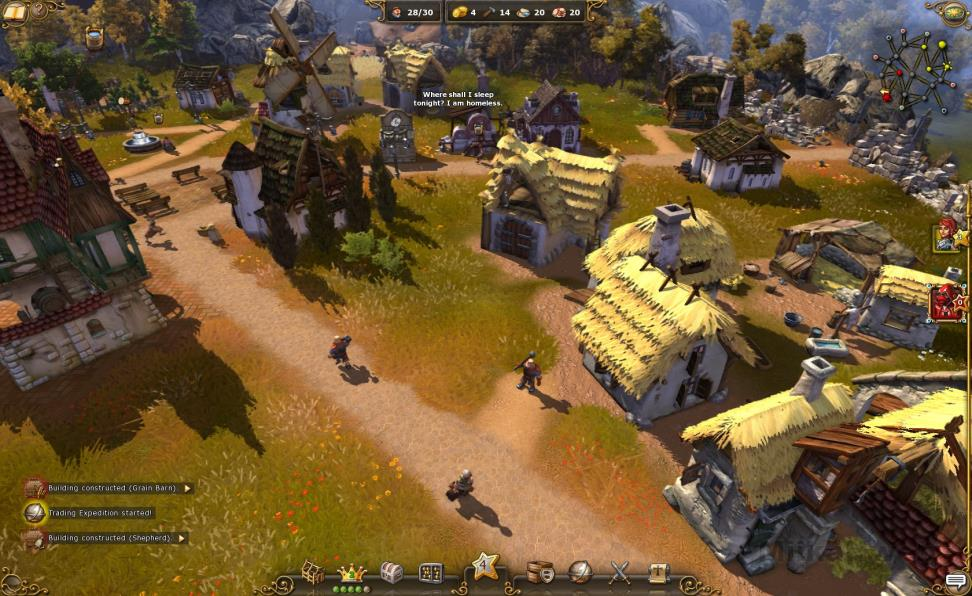 28/30
4
14
20
20
Where shall I sleep
tonight? I am homeless.
Building constructed (Grain Barn).
Trading Expedition started!
Building constructed (Shepherd).
4